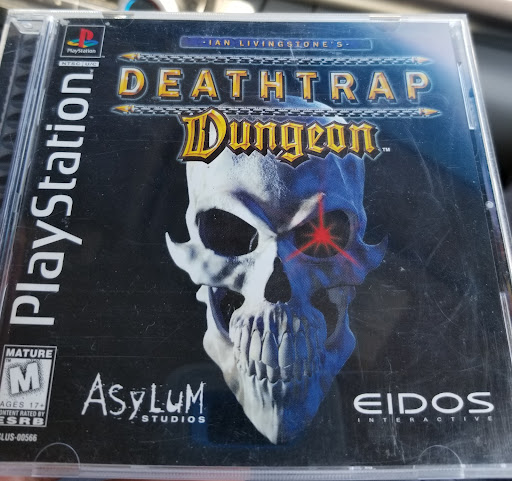 PlayStation
NTSC U/C
PlayStation
·IAN LIVINGSTONE'S·
DEATHTRAP
Dungeon™
MATURE
M
AGES 17+
CONTENT RATED BY
ESRB
SLUS-00566
ASYLUM
STUDIOS
EIDOS
INTERACTIVE